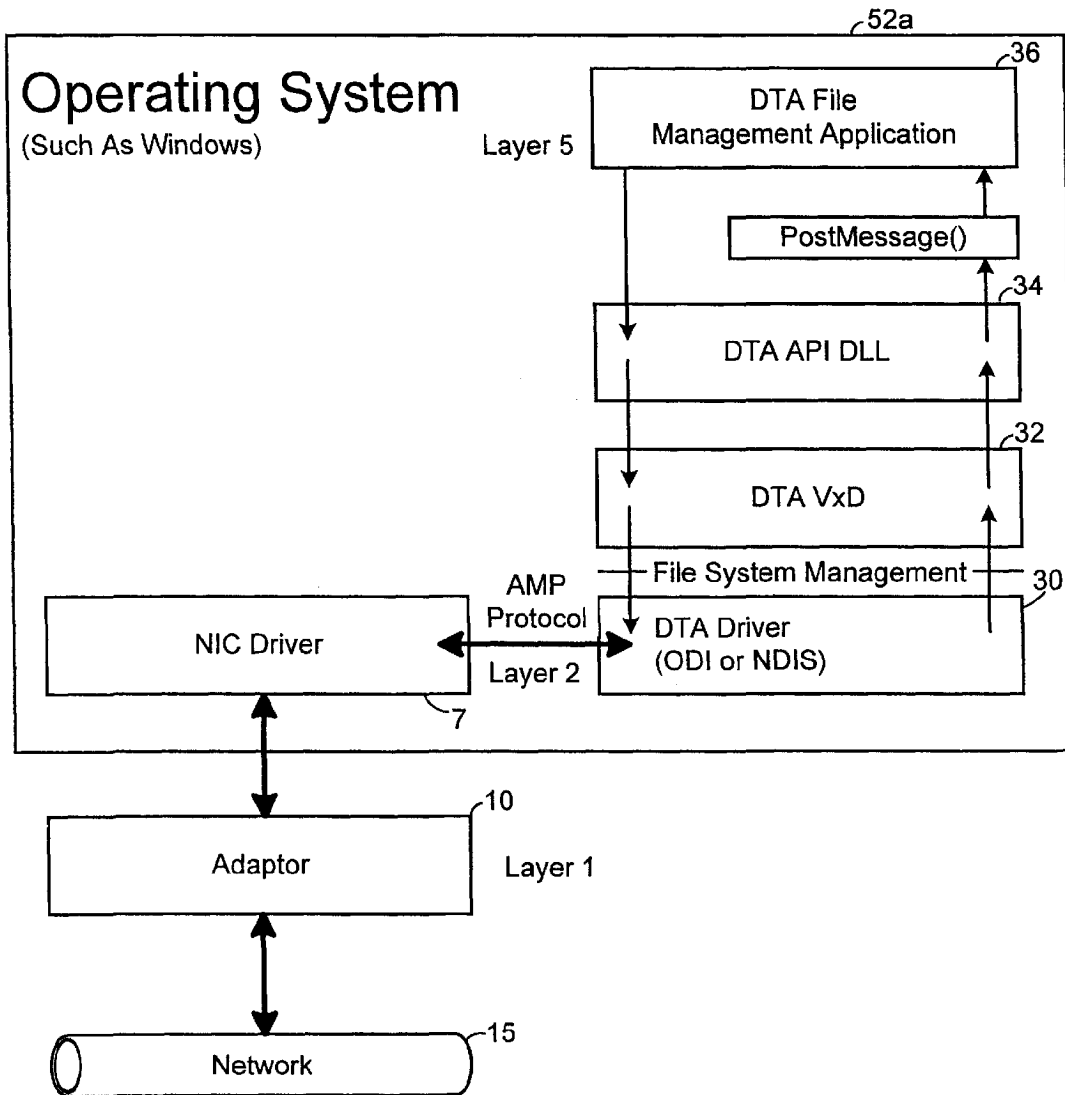 52a
Operating System
(Such As Windows)
36
DTA File
Management Application
Layer 5
PostMessage()
34
DTA API DLL
32
DTA VxD
File System Management
30
AMP
Protocol
NIC Driver
DTA Driver
(ODI or NDIS)
Layer 2
7
10
Adaptor
Layer 1
15
Network